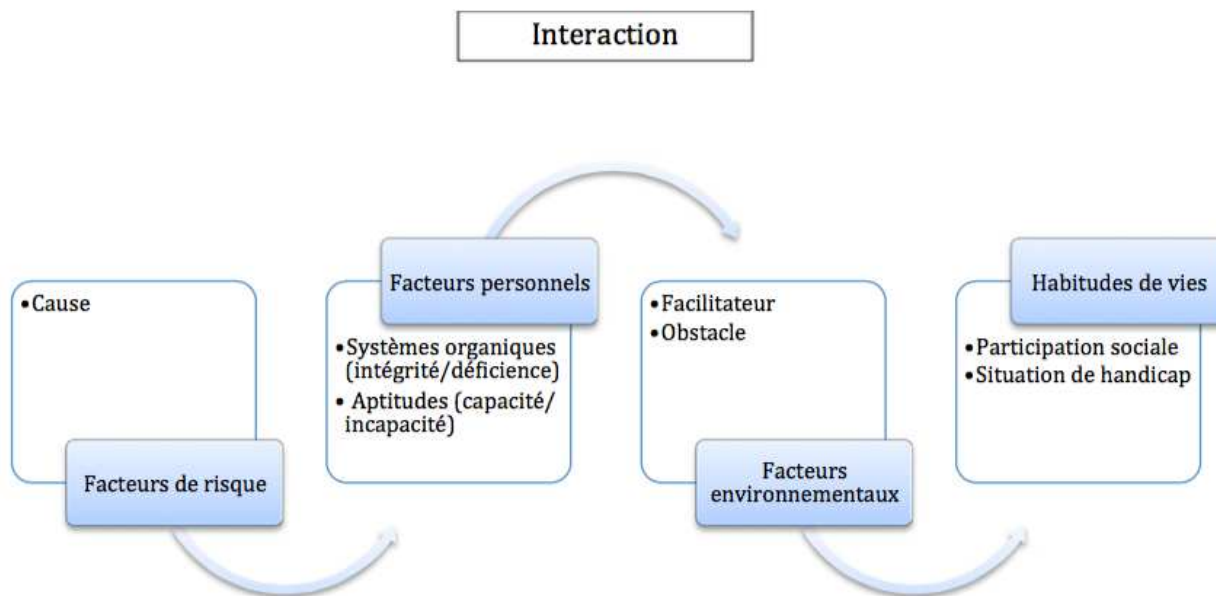 Interaction
•Cause
Facteurs de risque
Facteurs personnels
•Systèmes organiques
(intégrité/déficience)
• Aptitudes (capacité/
incapacité)
•Facilitateur
•Obstacle
Facteurs
environnementaux
Habitudes de vies
•Participation sociale
•Situation de handicap